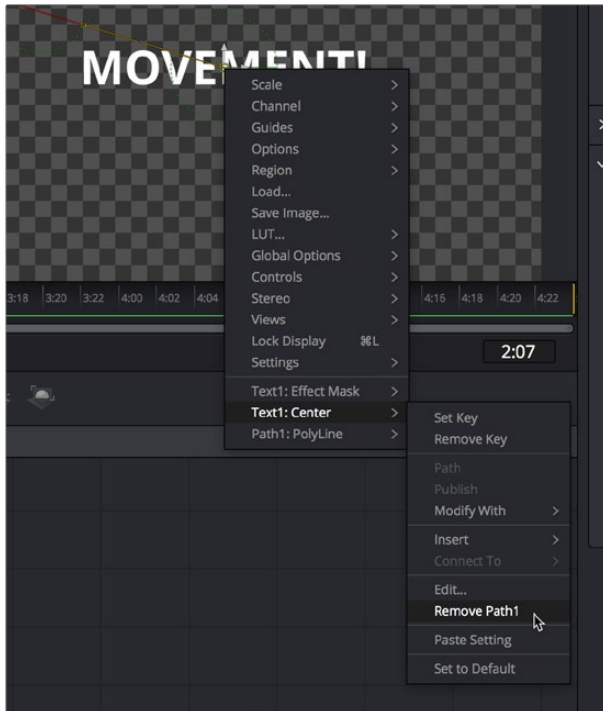 MOVEMENT!
Scale
Channel
Guides
Options
Region
Load...
Save Image...
LUT...
Global Options
Controls
Stereo
Views
Lock Display ⌘L
Settings
Text1: Effect Mask
Text1: Center
Path1: PolyLine
3:18 3:20 3:22 4:00 4:02 4:04 4:16 4:18 4:20 4:22
2:07
Set Key
Remove Key
Path
Publish
Modify With
Insert
Connect To
Edit...
Remove Path1
Paste Setting
Set to Default